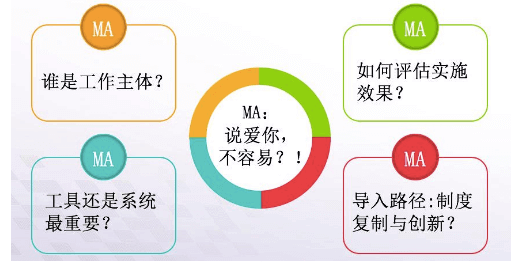 MA
谁是工作主体?
MA
如何评估实施
效果?
MA:
说爱你,
不容易?!
MA
工具还是系统
最重要?
MA
导入路径:制度
复制与创新?